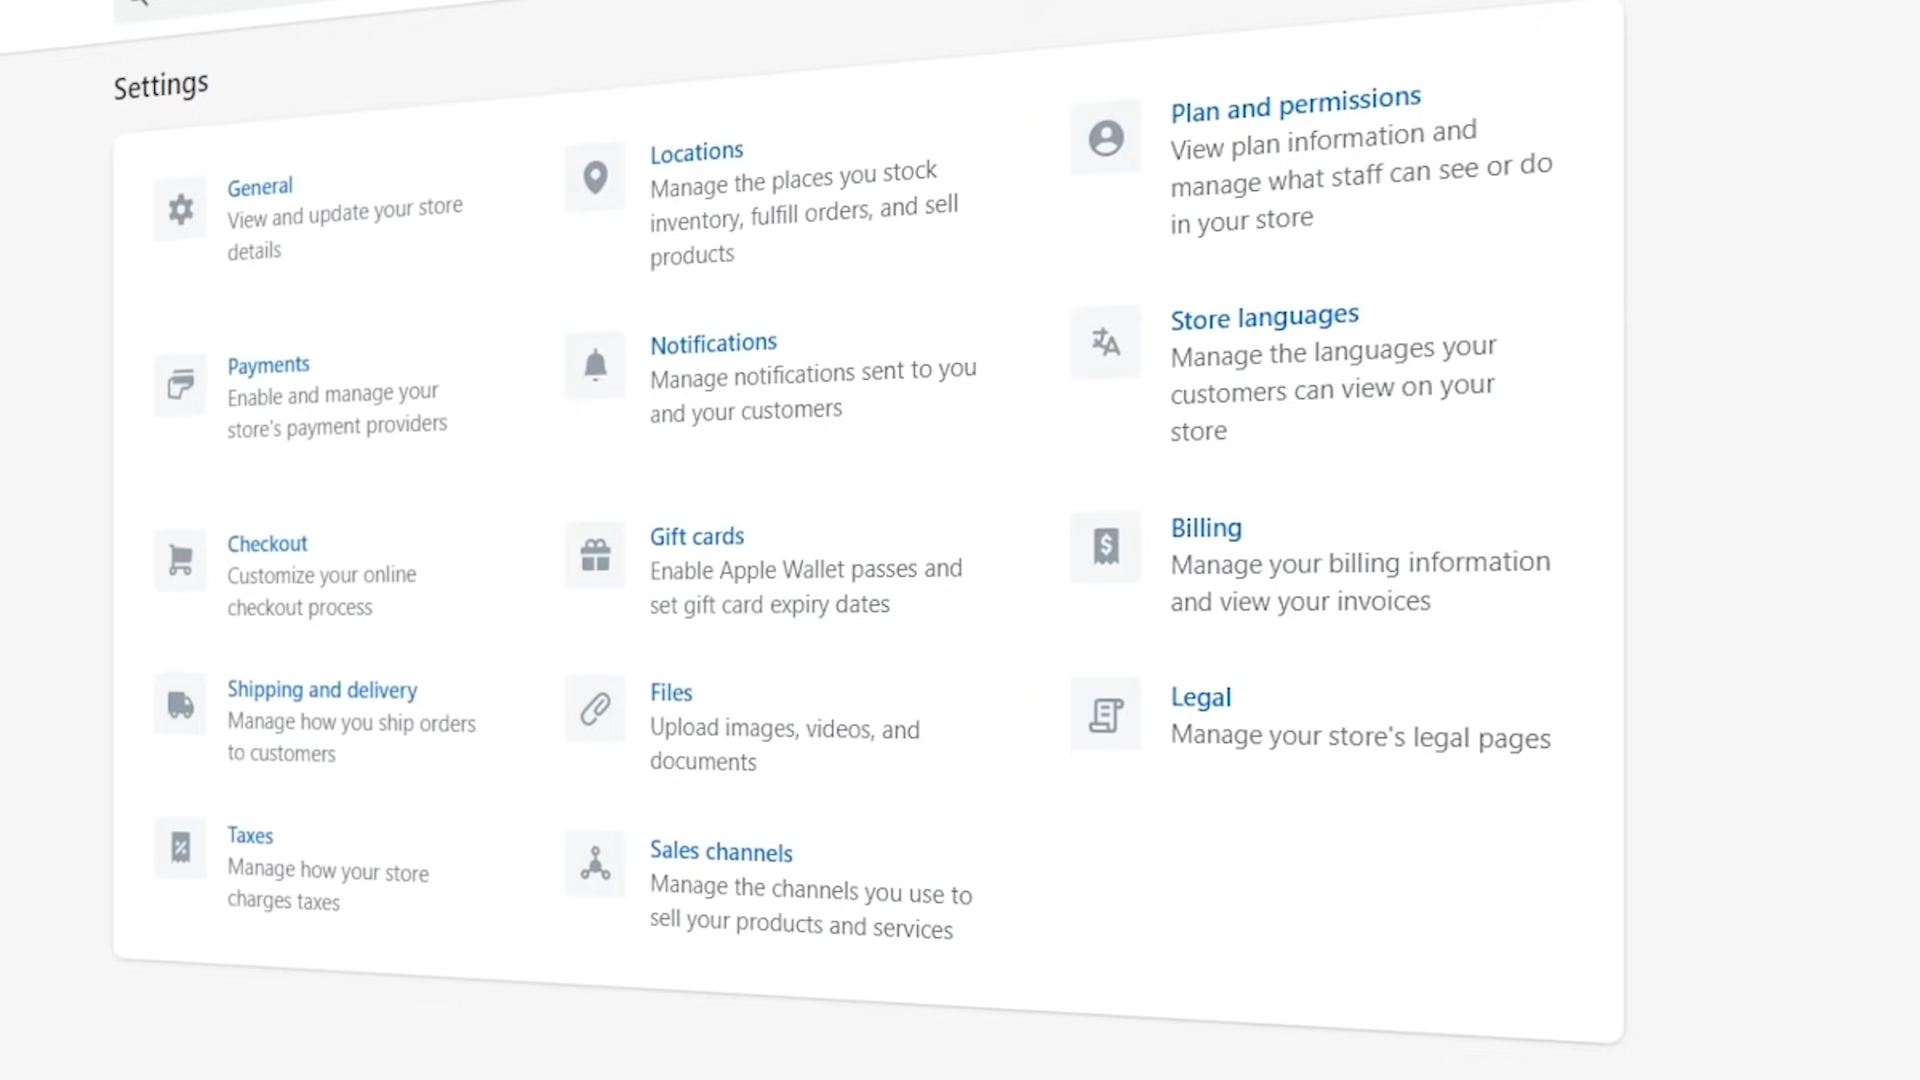 Settings
General
View and update your store
details
Payments
Enable and manage your
store's payment providers
Checkout
Customize your online
checkout process
Shipping and delivery
Manage how you ship orders
to customers
Taxes
Manage how your store
charges taxes
Locations
Manage the places you stock
inventory, fulfill orders, and sell
products
Notifications
Manage notifications sent to you
and your customers
Gift cards
Enable Apple Wallet passes and
set gift card expiry dates
Files
Upload images, videos, and
documents
Sales channels
Manage the channels you use to
sell your products and services
Plan and permissions
View plan information and
manage what staff can see or do
in your store
Store languages
Manage the languages your
customers can view on your
store
Billing
Manage your billing information
and view your invoices
Legal
Manage your store's legal pages